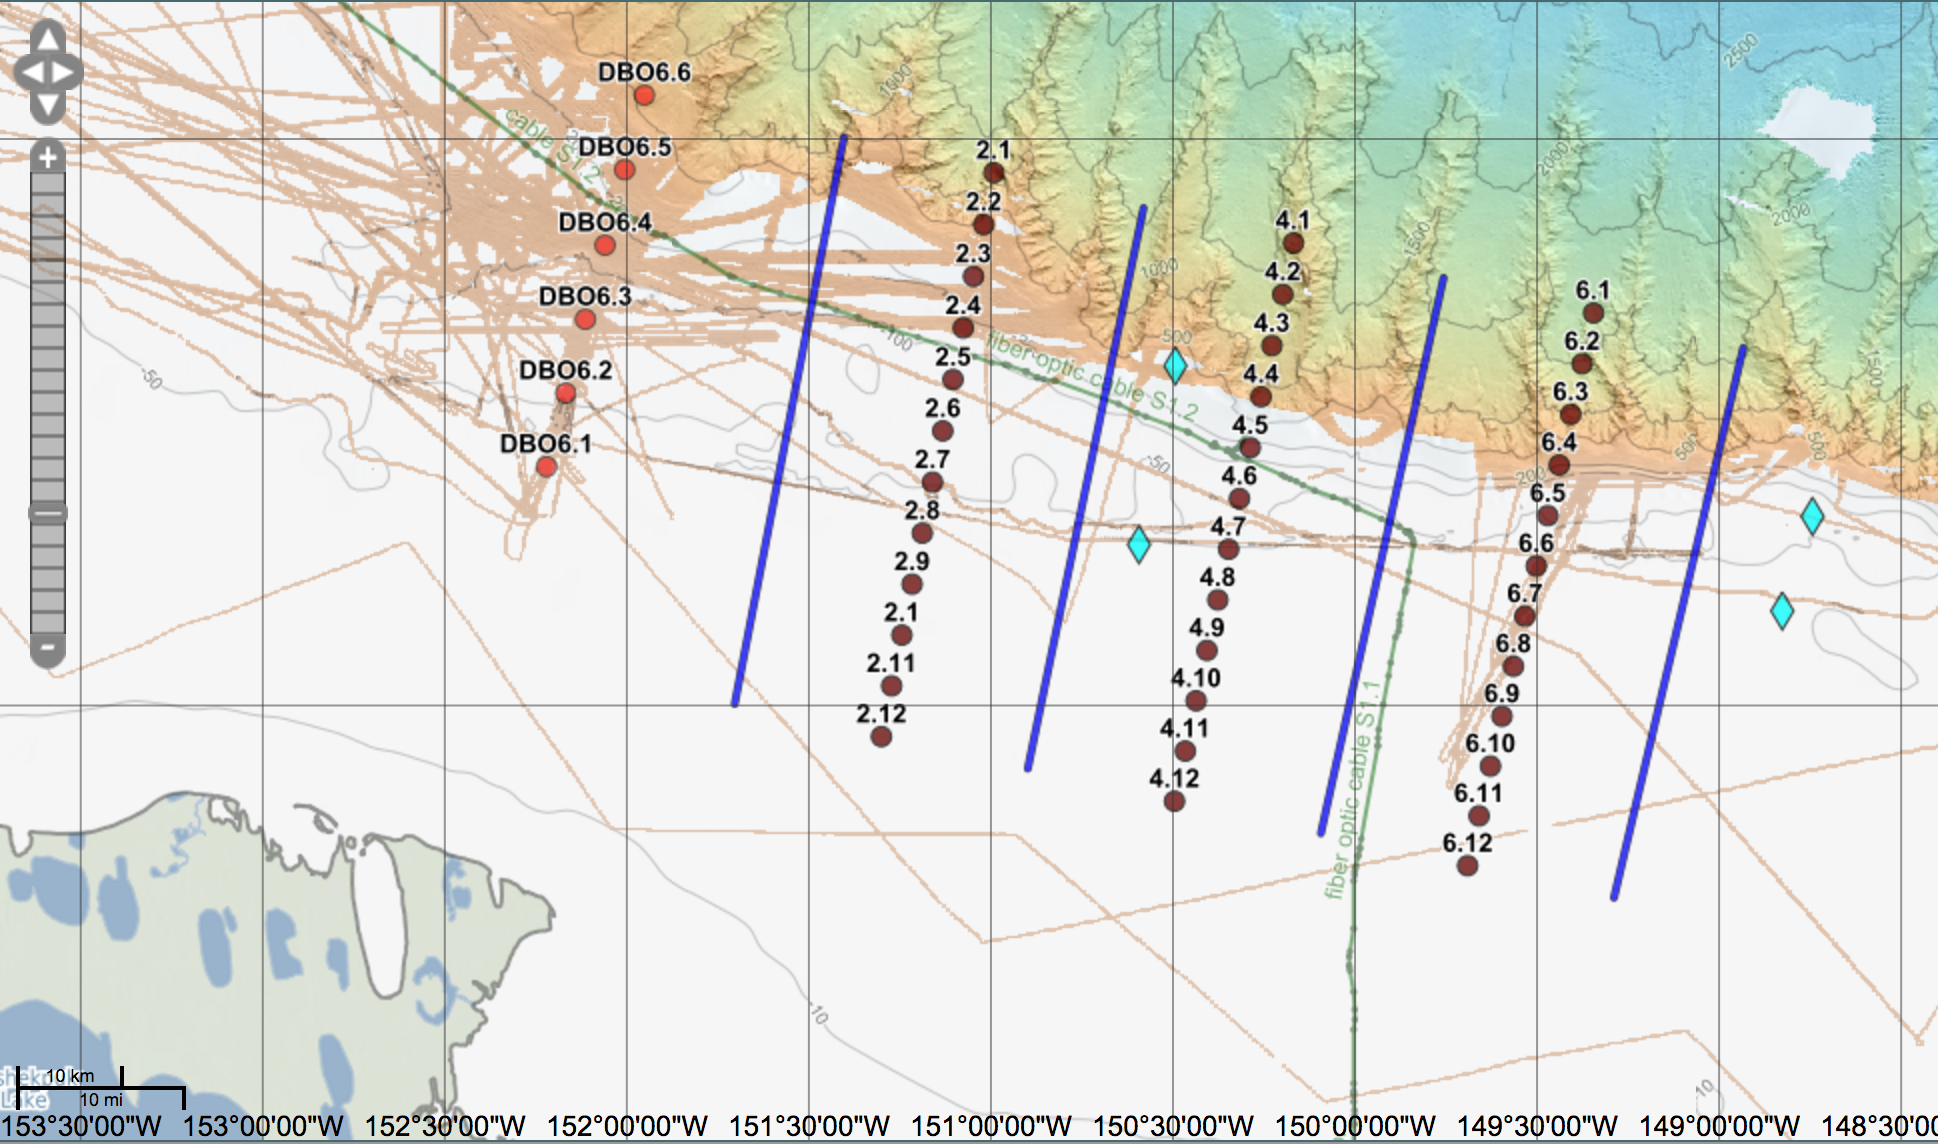 DBO6.6
DBO6.5
DBO6.4
DBO6.3
DBO6.2
DBO6.1
cable S1.2
fiber optic cable S1.2
fiber optic cable S1.1
2.1
2.2
2.3
2.4
2.5
2.6
2.7
2.8
2.9
2.1
2.11
2.12
4.1
4.2
4.3
4.4
4.5
4.6
4.7
4.8
4.9
4.10
4.11
4.12
6.1
6.2
6.3
6.4
6.5
6.6
6.7
6.8
6.9
6.10
6.11
6.12
1000
1000
500
1500
2000
2500
2000
500
500
200
-100
-50
-50
-10
-10
+
-
10 km
10 mi
Lake
153°30'00"W
153°00'00"W
152°30'00"W
152°00'00"W
151°30'00"W
151°00'00"W
150°30'00"W
150°00'00"W
149°30'00"W
149°00'00"W
148°30'00